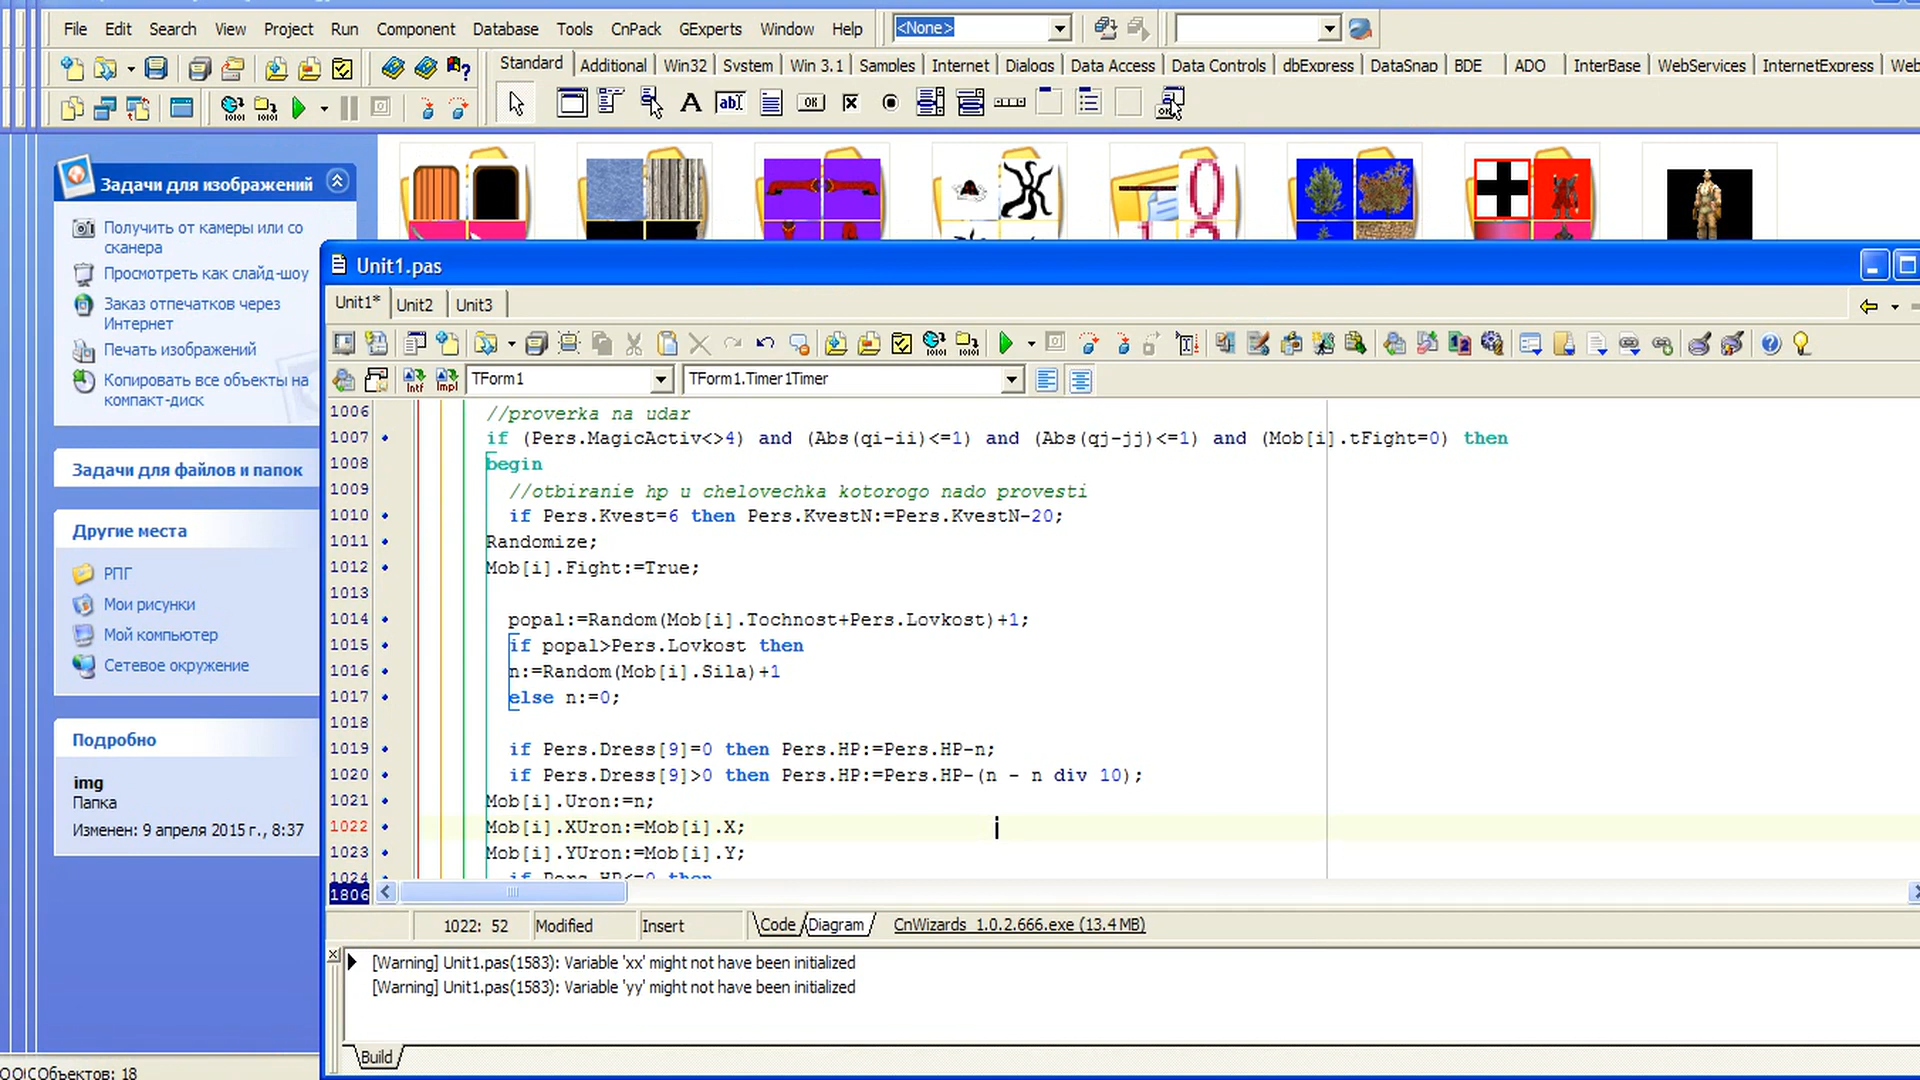 File Edit Search View Project Run Component Database Tools CnPack GExperts Window Help <None>
Standard Additional Win32 System Win 3.1 Samples Internet Dialogs Data Access Data Controls dbExpress DataSnap BDE ADO InterBase WebServices InternetExpress
Задачи для изображений
Получить от камеры или со
сканера
Просмотреть как слайд-шоу
Заказ отпечатков через
Интернет
Печать изображений
Копировать все объекты на
компакт-диск
Задачи для файлов и папок
Другие места
РПГ
Мои рисунки
Мой компьютер
Сетевое окружение
Подробно
img
Папка
Изменен: 9 апреля 2015 г., 8:37
Объектов: 18
Unit1.pas
Unit1* Unit2 Unit3
TForm1 TForm1.Timer1Timer
1006 //proverka na udar
1007 if (Pers.MagicActiv<>4) and (Abs(qi-ii)<=1) and (Abs(qj-jj)<=1) and (Mob[i].tFight=0) then
1008 begin
1009 //otbiranie hp u chelovechka kotorogo nado provesti
1010 if Pers.Kvest=6 then Pers.KvestN:=Pers.KvestN-20;
1011 Randomize;
1012 Mob[i].Fight:=True;
1013
1014 popal:=Random(Mob[i].Tochnost+Pers.Lovkost)+1;
1015 if popal>Pers.Lovkost then
1016 n:=Random(Mob[i].Sila)+1
1017 else n:=0;
1018
1019 if Pers.Dress[9]=0 then Pers.HP:=Pers.HP-n;
1020 if Pers.Dress[9]>0 then Pers.HP:=Pers.HP-(n - n div 10);
1021 Mob[i].Uron:=n;
1022 Mob[i].XUron:=Mob[i].X;
1023 Mob[i].YUron:=Mob[i].Y;
1024 if Pers.HP<=0 then
1806
1022: 52 Modified Insert Code Diagram CnWizards_1.0.2.666.exe (13.4 MB)
[Warning] Unit1.pas(1583): Variable 'xx' might not have been initialized
[Warning] Unit1.pas(1583): Variable 'yy' might not have been initialized
Build